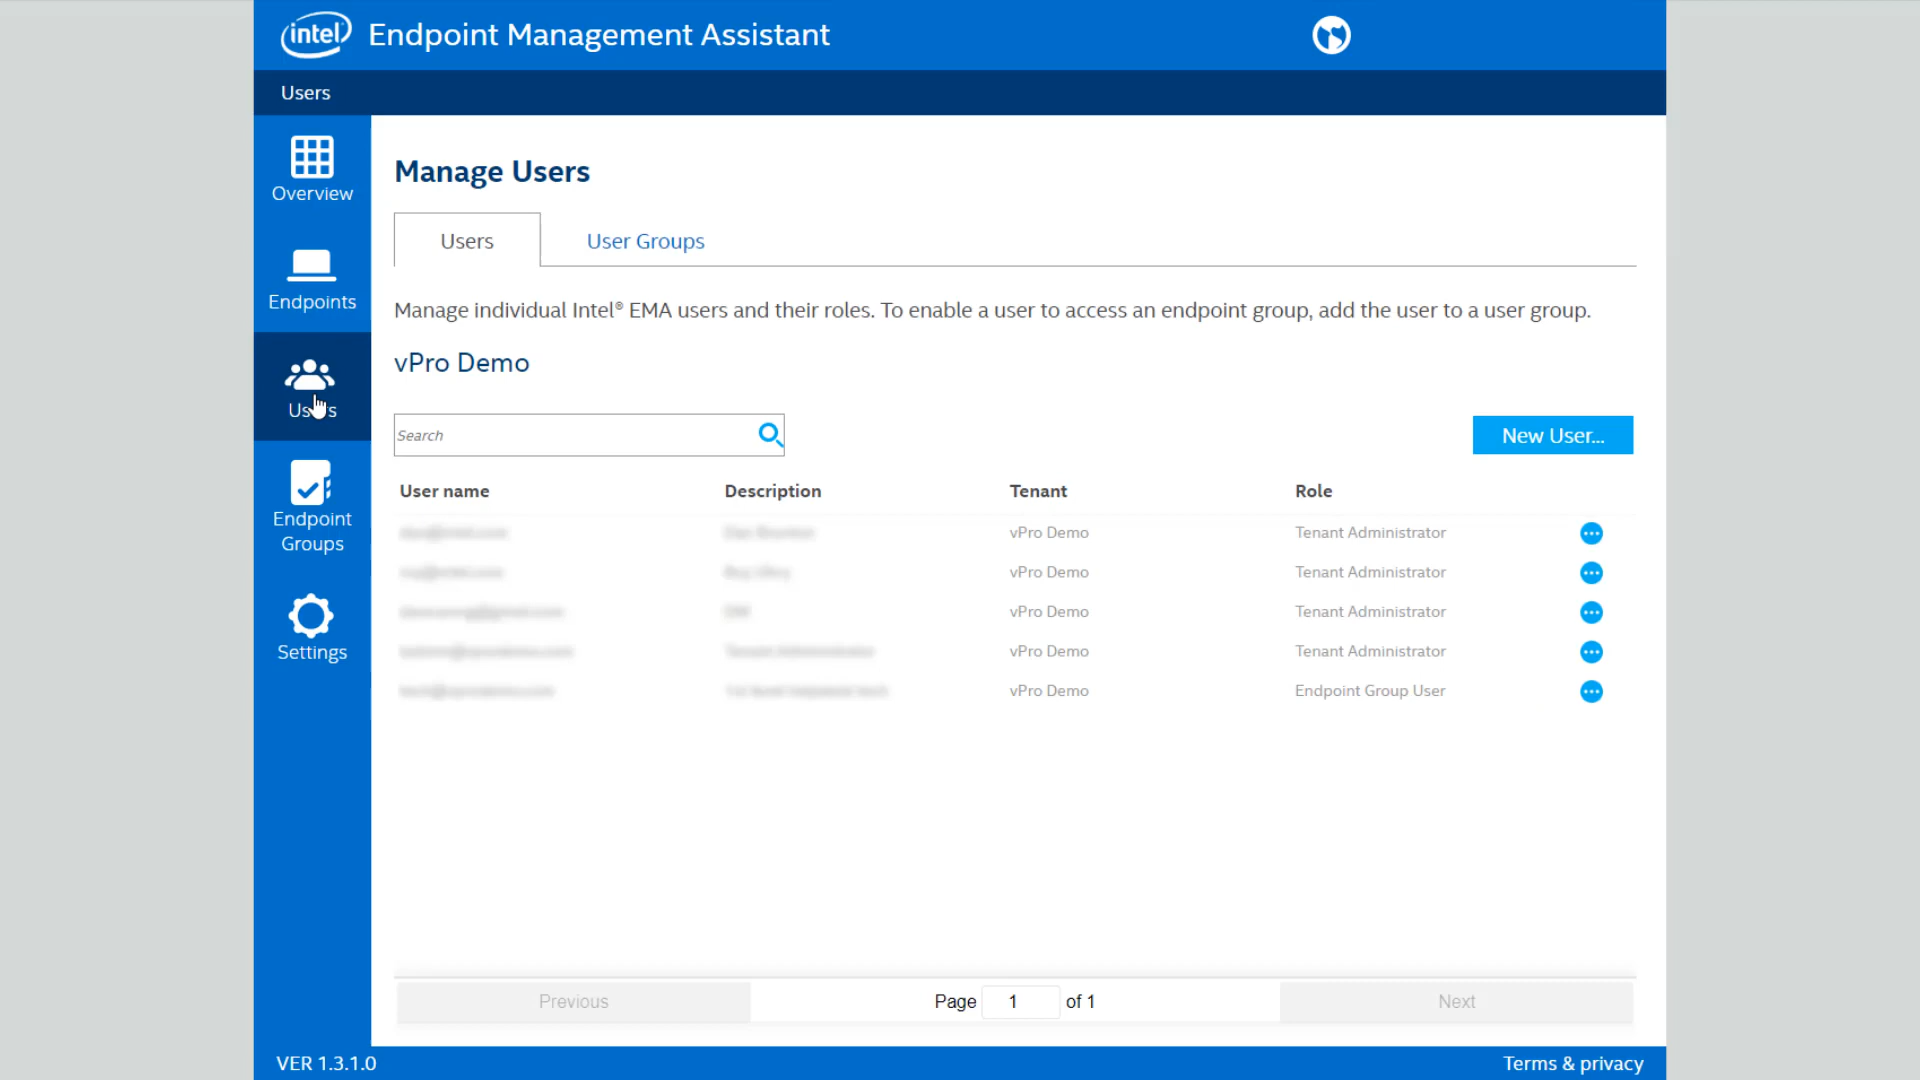 intel Endpoint Management Assistant
Users
Overview
Endpoints
Users
Endpoint
Groups
Settings
Manage Users
Users User Groups
Manage individual Intel® EMA users and their roles. To enable a user to access an endpoint group, add the user to a user group.
vPro Demo
Search
New User...
User name Description Tenant Role
vPro Demo Tenant Administrator
vPro Demo Tenant Administrator
vPro Demo Tenant Administrator
vPro Demo Tenant Administrator
vPro Demo Endpoint Group User
Previous Page 1 of 1 Next
VER 1.3.1.0 Terms & privacy